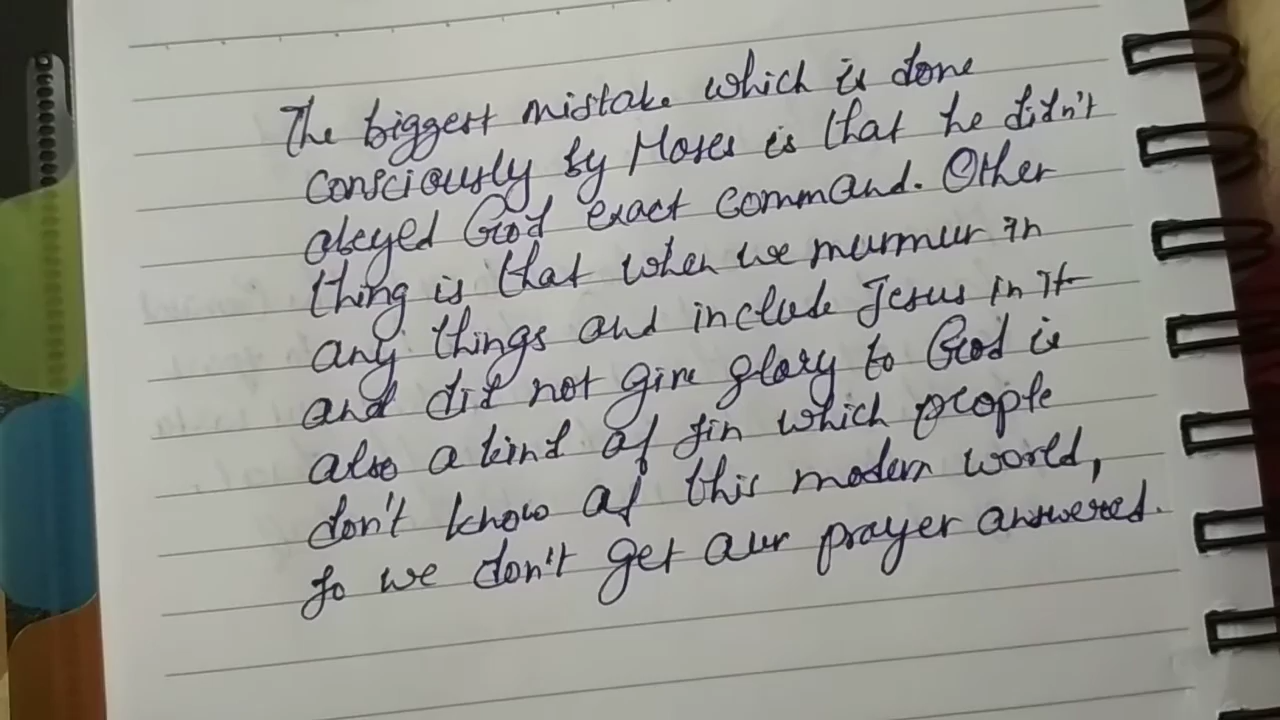 The biggest mistake which is done
consciously by Moses is that he didn't
obeyed God exact command. Other
thing is that when we murmur in
any things and include Jesus in it
and did not give glory to God is
also a kind of sin which people
don't know of this modern world,
so we don't get our prayer answered.